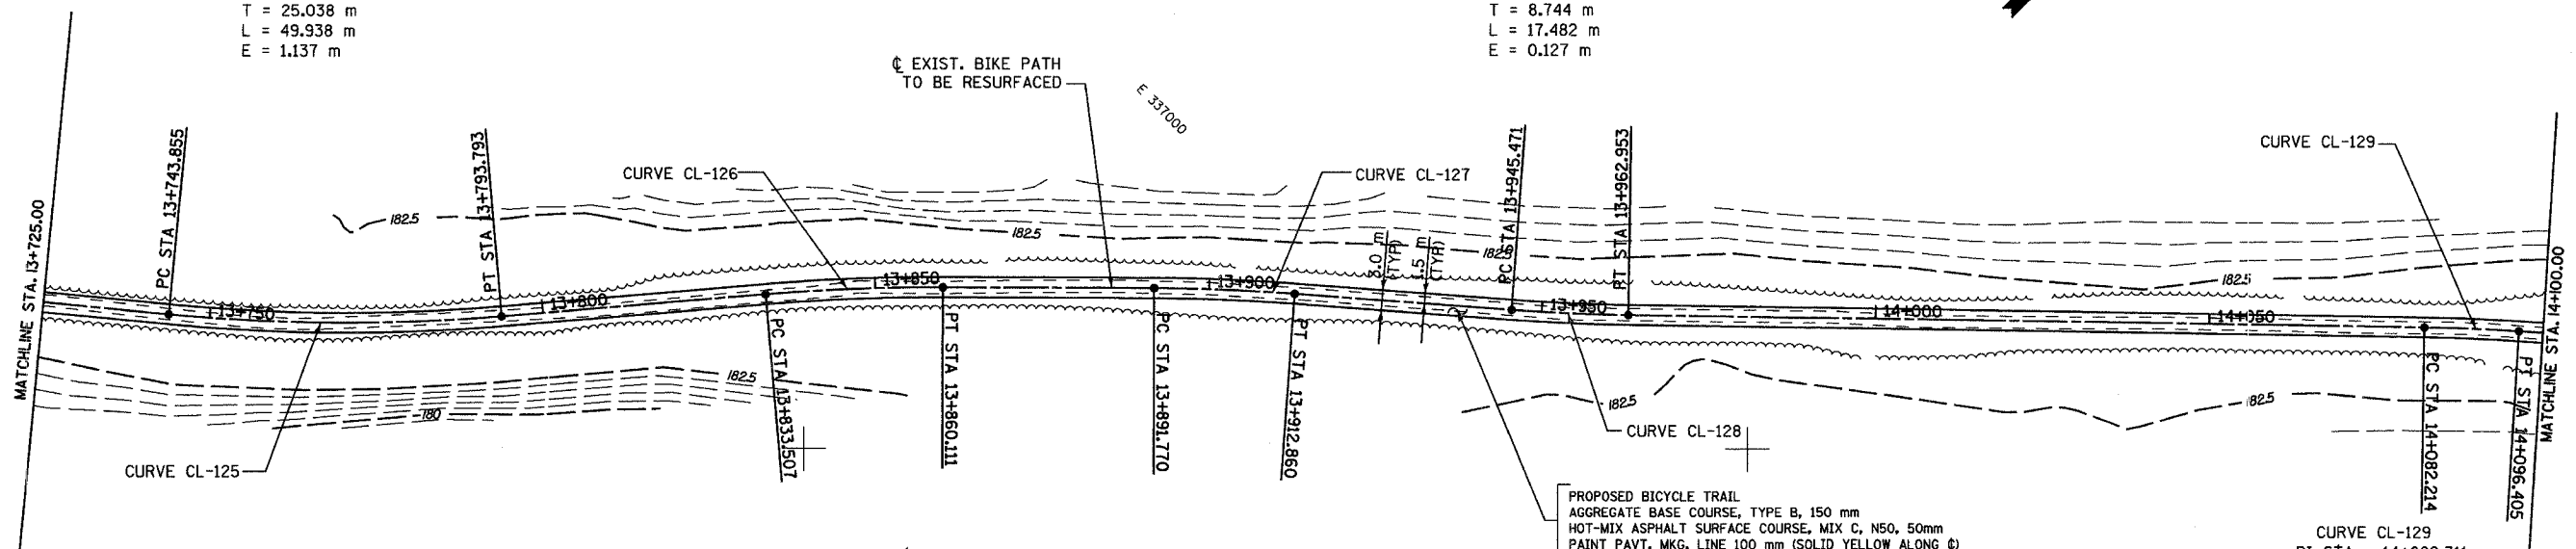 T = 25.038 m
L = 49.938 m
E = 1.137 m
T = 8.744 m
L = 17.482 m
E = 0.127 m
℄ EXIST. BIKE PATH
TO BE RESURFACED
E 337000
MATCHLINE STA. 13+725.00
PC STA 13+743.855
PT STA 13+793.793
CURVE CL-126
CURVE CL-127
PC STA 13+945.471
PT STA 13+962.953
CURVE CL-129
MATCHLINE STA. 14+100.00
182.5
182.5
182.5
182.5
3.0 m
(TYP)
1.5 m
(TYP)
13+750
13+800
13+850
13+900
13+950
14+000
14+050
182.5
180
182.5
182.5
PC STA 13+833.507
PT STA 13+860.111
PC STA 13+891.770
PT STA 13+912.860
PC STA 14+082.214
PT STA 14+096.405
CURVE CL-125
CURVE CL-128
PROPOSED BICYCLE TRAIL
AGGREGATE BASE COURSE, TYPE B, 150 mm
HOT-MIX ASPHALT SURFACE COURSE, MIX C, N50, 50mm
PAINT PAVT. MKG. LINE 100 mm (SOLID YELLOW ALONG ℄)
CURVE CL-129